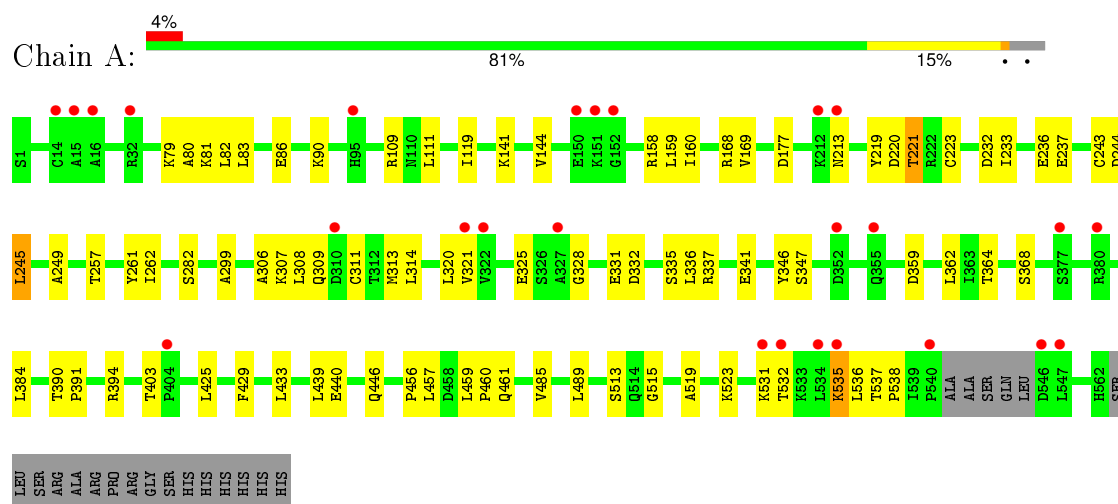 4%
Chain A:
81% 15% • •
S1 C14 A15 A16 R32 K79 A80 K81 L82 L83 E86 K90 H95 R109 N110 L111 I119 K141 V144 E150 K151 G152 R158 L159 I160 R168 V169 D177 K212 N213 Y219 D220 T221 R222 C223 D232 I233 E236 E237 C243
L245 A249 T257 Y261 I262 S282 A299 A306 K307 L308 Q309 D310 C311 T312 M313 L314 L320 V321 V322 E325 S326 A327 G328 E331 D332 S335 L336 R337 E341 Y346 S347 D352 Q355 D359 L362 I363 T364 S368 S377 R380
L384 T390 P391 R394 T403 P404 L425 F429 L433 L439 E440 Q446 P456 L457 D458 L459 P460 Q461 V485 L489 S513 Q514 G515 A519 K523 K531 T532 K533 L534 K535 L536 T537 P538 I539 P540 ALA ALA SER GLN LEU D546 L547 H562
LEU SER ARG ALA ARG PRO ARG GLY SER HIS HIS HIS HIS HIS HIS